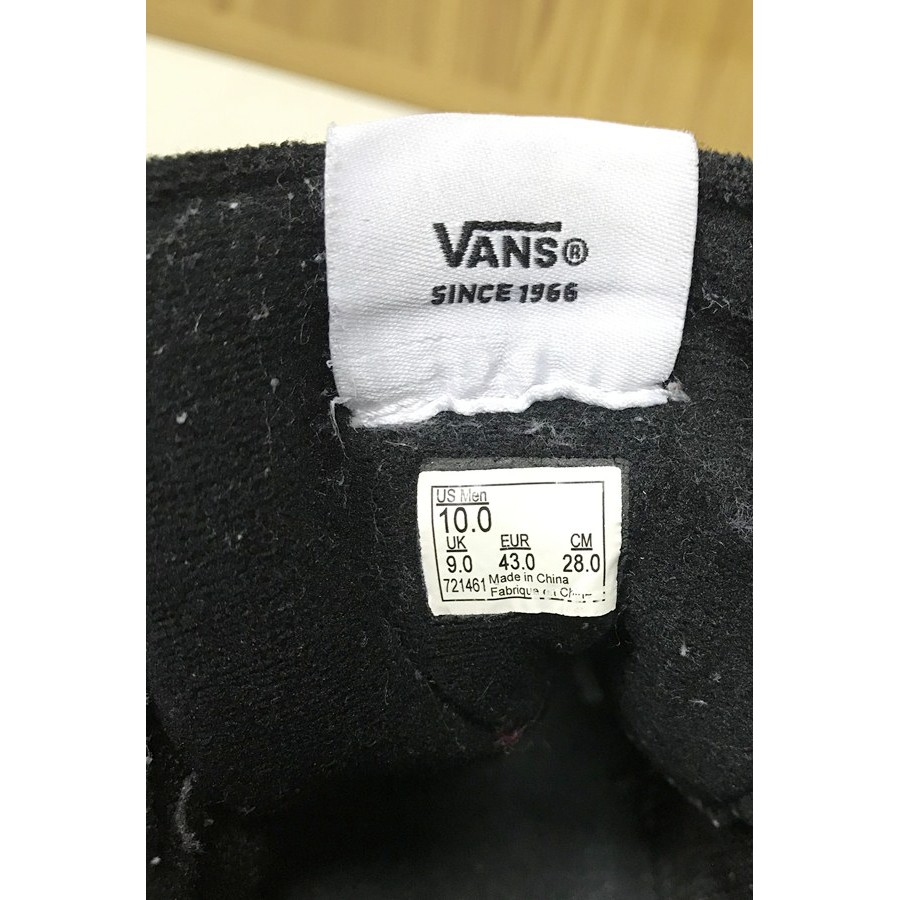 VANS®
SINCE 1966
US Men
10.0
UK EUR CM
9.0 43.0 28.0
721461 Made in China
Fabrique